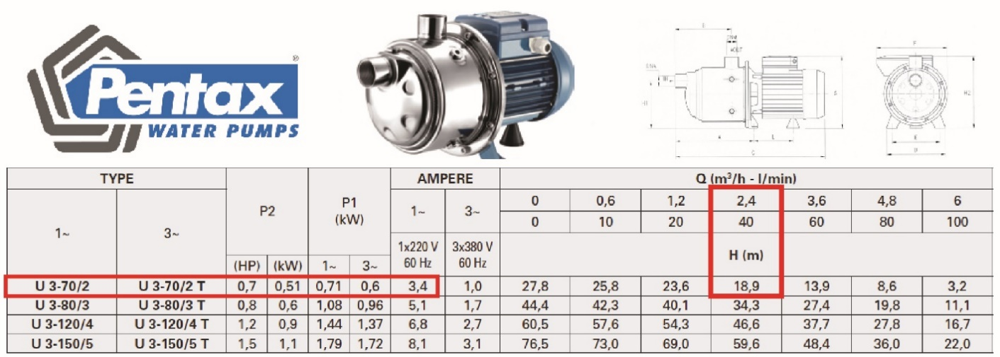 Pentax®
WATER PUMPS
E
DNM
OUT
DNA
IN
H1
A
L
C
F
H2
E
D
TYPE P2 P1 (kW) AMPERE Q (m³/h - l/min)
1~ 3~ 1~ 3~ 0 0,6 1,2 2,4 3,6 4,8 6
0 10 20 40 60 80 100
(HP) (kW) 1~ 3~ 1x220 V 60 Hz 3x380 V 60 Hz H (m)
U 3-70/2 U 3-70/2 T 0,7 0,51 0,71 0,6 3,4 1,0 27,8 25,8 23,6 18,9 13,9 8,6 3,2
U 3-80/3 U 3-80/3 T 0,8 0,6 1,08 0,96 5,1 1,7 44,4 42,3 40,1 34,3 27,4 19,8 11,1
U 3-120/4 U 3-120/4 T 1,2 0,9 1,44 1,37 6,8 2,7 60,5 57,6 54,3 46,6 37,7 27,8 16,7
U 3-150/5 U 3-150/5 T 1,5 1,1 1,79 1,72 8,1 3,1 76,5 73,0 69,0 59,6 48,4 36,0 22,0